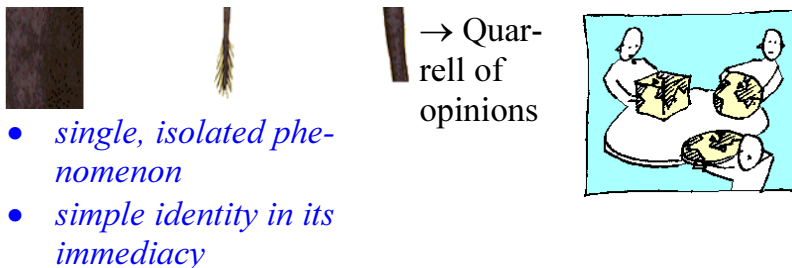 → Quar-
rell of
opinions
• single, isolated phe-
nomenon
• simple identity in its
immediacy